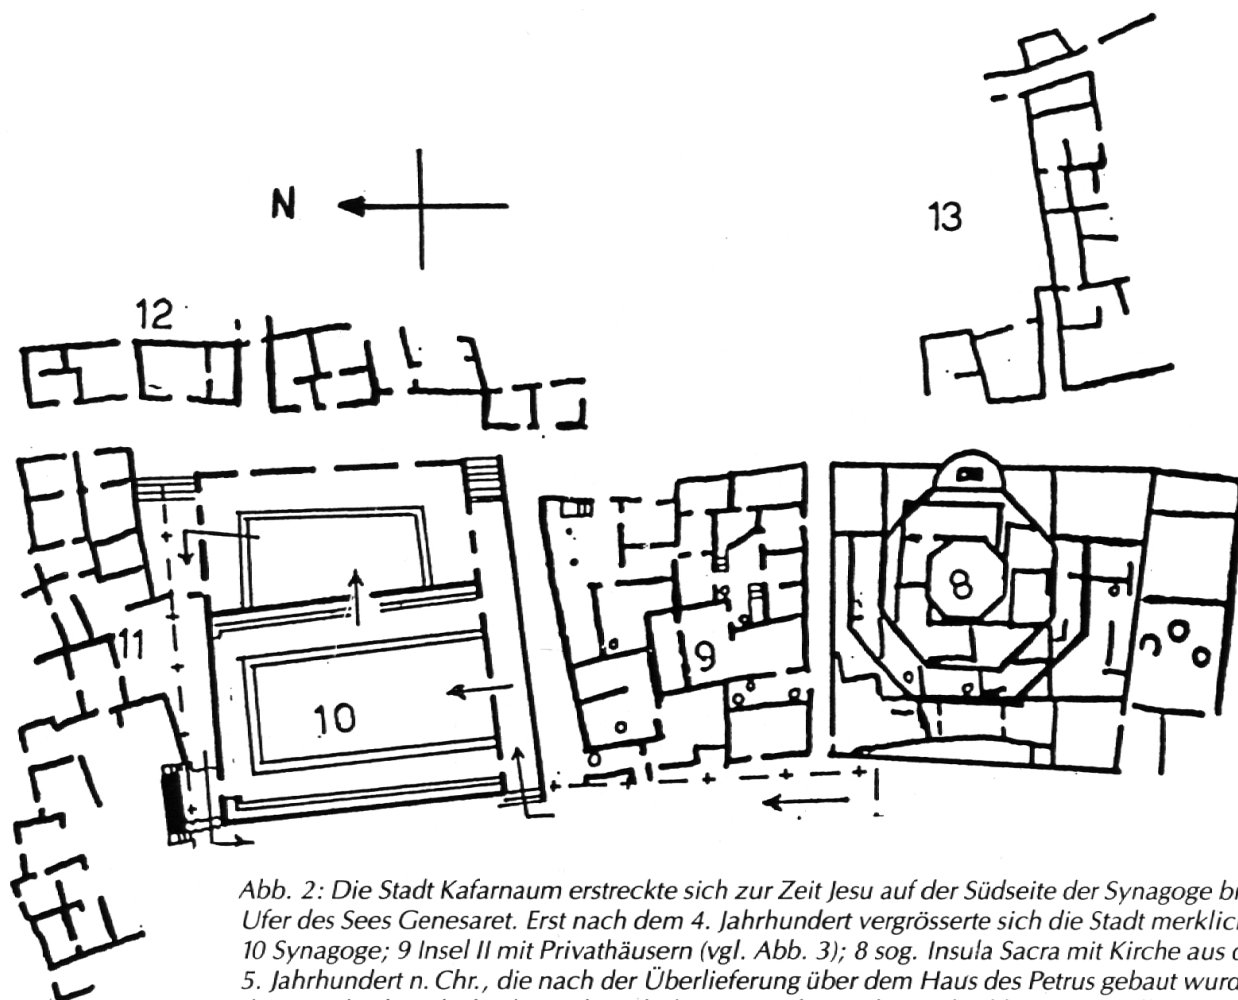 13
N
12
8
11
9
10
Abb. 2: Die Stadt Kafarnaum erstreckte sich zur Zeit Jesu auf der Südseite der Synagoge
Ufer des Sees Genesaret. Erst nach dem 4. Jahrhundert vergrösserte sich die Stadt
10 Synagoge; 9 Insel II mit Privathäusern (vgl. Abb. 3); 8 sog. Insula Sacra mit Kirche aus
5. Jahrhundert n. Chr., die nach der Überlieferung über dem Haus des Petrus gebaut